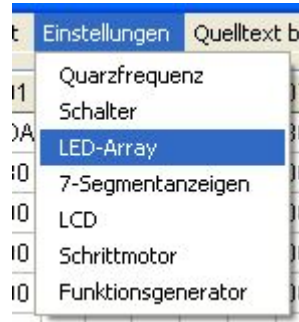 Einstellungen Quelltext b
Quarzfrequenz
Schalter
LED-Array
7-Segmentanzeigen
LCD
Schrittmotor
Funktionsgenerator